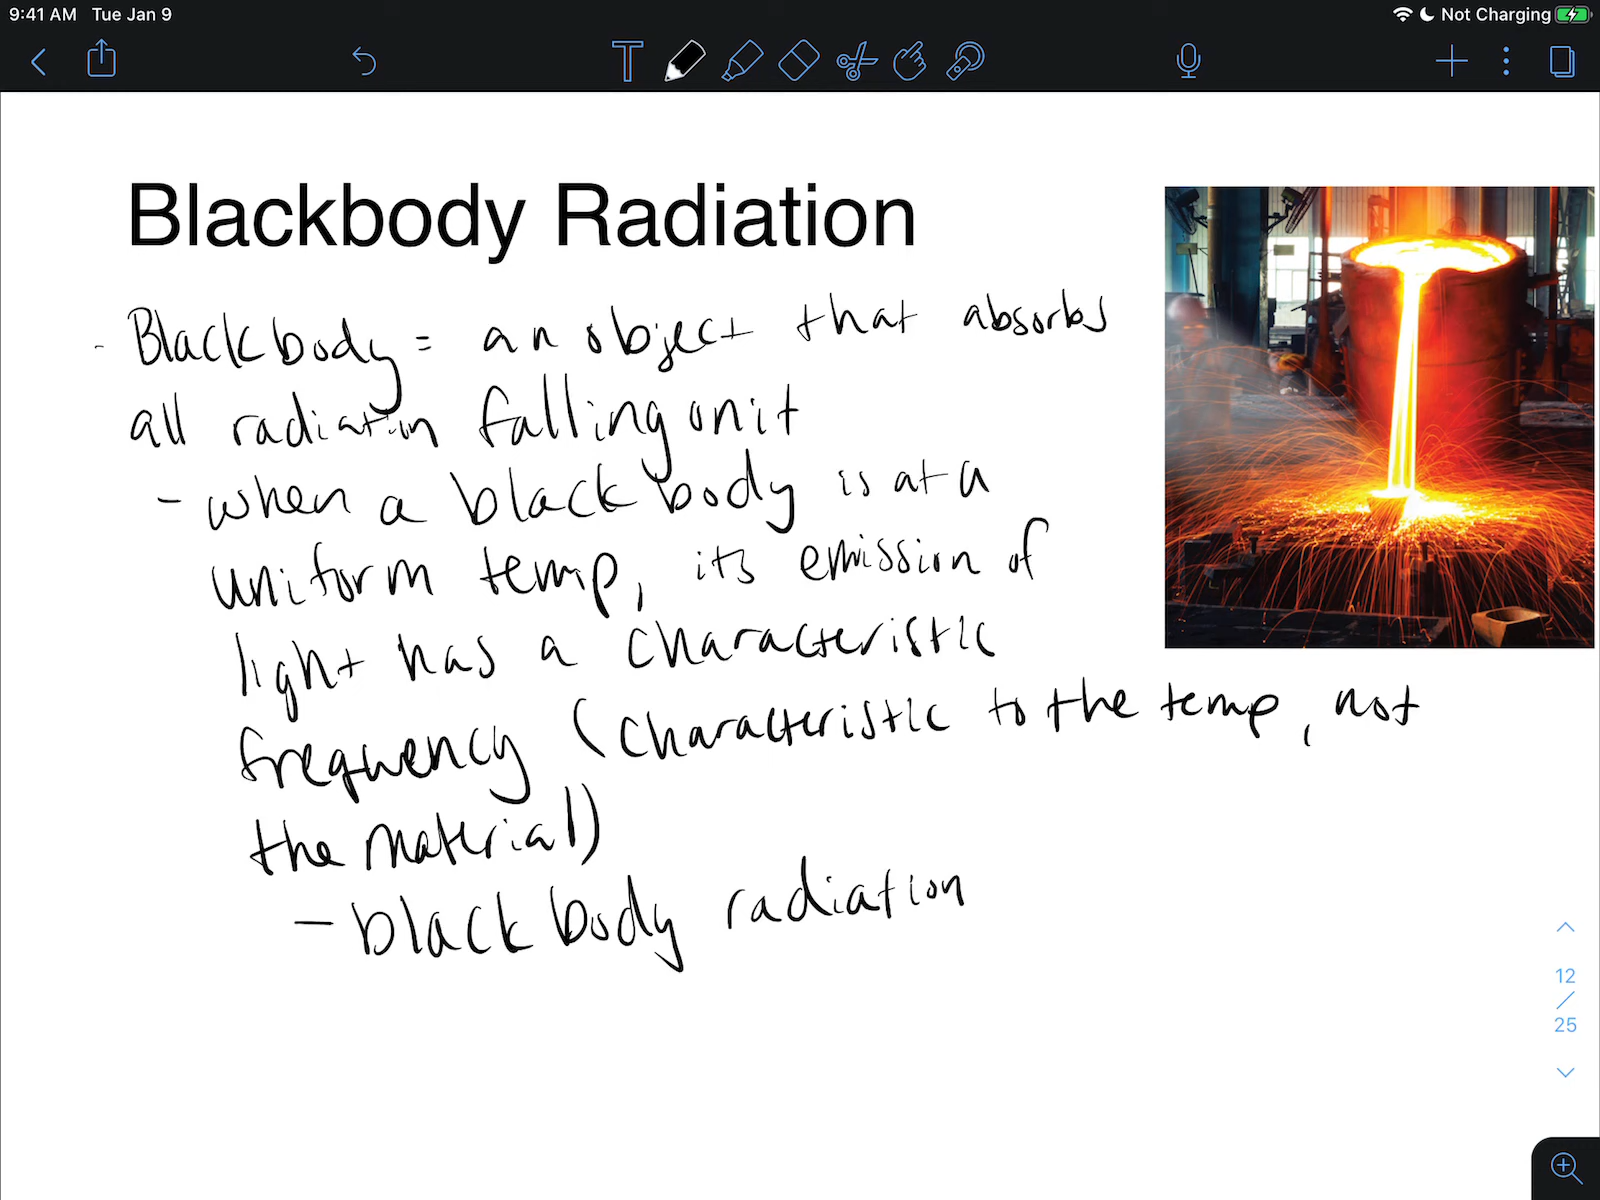 9:41 AM Tue Jan 9
Not Charging
Blackbody Radiation
- Blackbody = an object that absorbs
all radiation falling on it
- when a black body is at a
uniform temp, its emission of
light has a characteristic
frequency (characteristic to the temp, not
the material)
- black body radiation
12
/
25